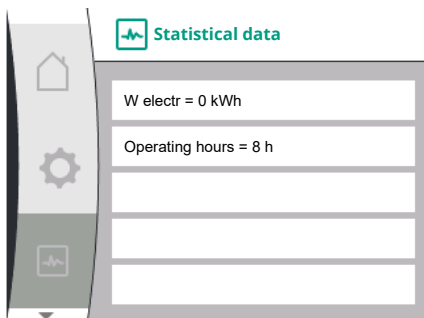 Statistical data
W electr = 0 kWh
Operating hours = 8 h